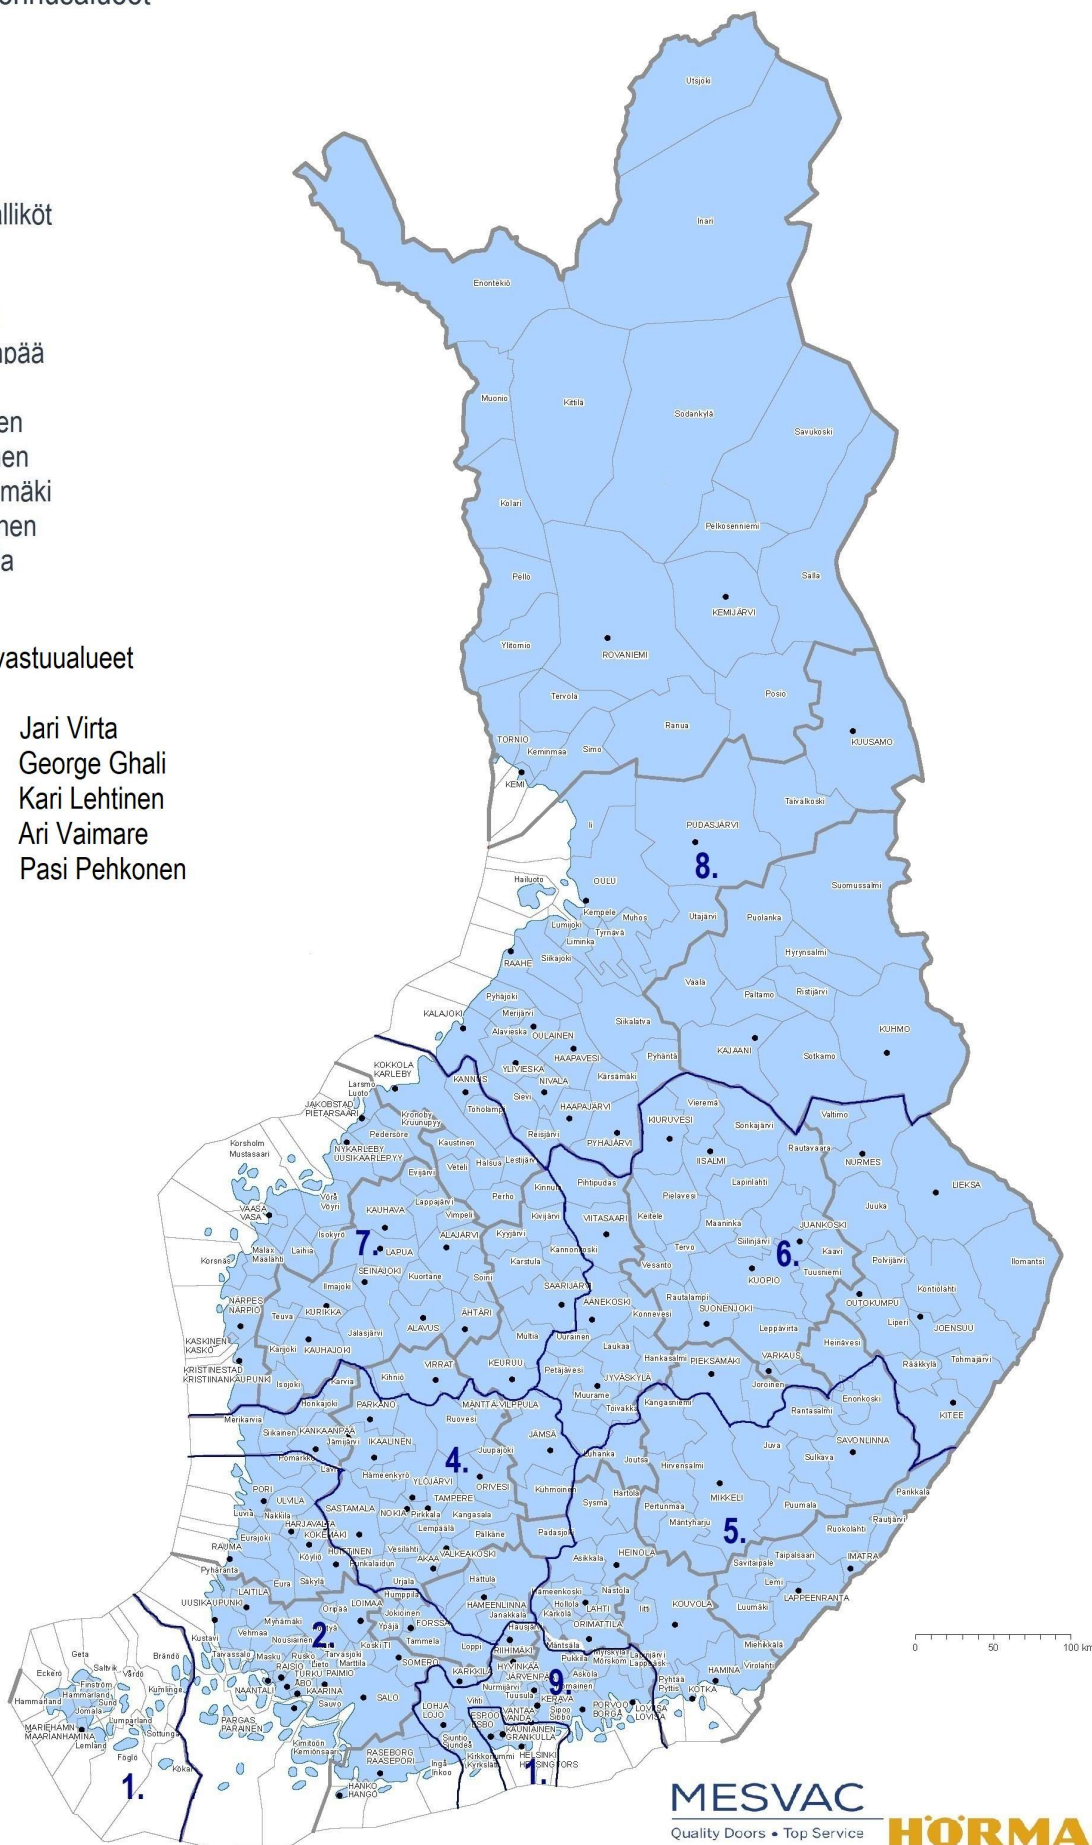 ennusalueet
alliköt
npää
en
nen
mäki
nen
a
vastuualueet
Jari Virta
George Ghali
Kari Lehtinen
Ari Vaimare
Pasi Pehkonen
Utsjoki
Inari
Enontekiö
Muonio
Kittilä
Sodankylä
Savukoski
Kolari
Pelkosenniemi
Pello
Salla
KEMIJÄRVI
Ylitornio
ROVANIEMI
Tervola
Posio
Ranua
TORNIO
Keminmaa
Simo
KUUSAMO
KEMI
Taivalkoski
Ii
PUDASJÄRVI
8.
Hailuoto
OULU
Suomussalmi
Kempele
Muhos
Utajärvi
Puolanka
Lumijoki
Tyrnävä
Liminka
Hyrynsalmi
RAAHE
Siikajoki
Vaala
Paltamo
Ristijärvi
Pyhäjoki
KALAJOKI
Merijärvi
Siikalatva
Alavieska
OULAINEN
KUHMO
HAAPAVESI
Pyhäntä
KAJAANI
Sotkamo
KOKKOLA
KARLEBY
YLIVIESKA
KANNUS
NIVALA
Kärsämäki
Larsmo
Luoto
Sievi
JAKOBSTAD
PIETARSAARI
Toholampi
HAAPAJÄRVI
Vieremä
Kronoby
Kruunupyy
KIURUVESI
Sonkajärvi
Valtimo
Pedersöre
Reisjärvi
PYHÄJÄRVI
Korsholm
Mustasaari
NYKARLEBY
UUSIKAARLEPYY
Kaustinen
IISALMI
Rautavaara
NURMES
Evijärvi
Veteli
Halsua
Lestijärvi
Pihtipudas
Lapinlahti
LIEKSA
Vörå
Vöyri
Lappajärvi
Perho
Kinnula
Pielavesi
Juuka
VAASA
VASA
KAUHAVA
Vimpeli
Kivijärvi
VIITASAARI
Keitele
Maaninka
JUANKOSKI
Isokyrö
ALAJÄRVI
Kyyjärvi
Siilinjärvi
7.
LAPUA
Kannonkoski
Tervo
6.
Kaavi
Polvijärvi
Ilomantsi
Korsnäs
Malax
Maalahti
Laihia
Karstula
Vesanto
KUOPIO
Tuusniemi
SEINÄJOKI
Kuortane
Soini
Kontiolahti
Ilmajoki
SAARIJÄRVI
Rautalampi
NÄRPES
NÄRPIÖ
KURIKKA
ÄHTÄRI
ÄÄNEKOSKI
Konnevesi
SUONENJOKI
OUTOKUMPU
Teuva
ALAVUS
Leppävirta
Liperi
JOENSUU
KASKINEN
KASKÖ
Jalasjärvi
Multia
Uurainen
Laukaa
Heinävesi
Karijoki
KAUHAJOKI
VIRRAT
KEURUU
Hankasalmi
PIEKSÄMÄKI
VARKAUS
Rääkkylä
Tohmajärvi
KRISTINESTAD
KRISTIINANKAUPUNKI
Isojoki
Karvia
Kihniö
Petäjävesi
JYVÄSKYLÄ
Joroinen
Muurame
Enonkoski
Honkajoki
PARKANO
MÄNTTÄ-VILPPULA
Toivakka
Kangasniemi
Rantasalmi
KITEE
Merikarvia
Ruovesi
Siikainen
KANKAANPÄÄ
JÄMSÄ
SAVONLINNA
Jämijärvi
IKAALINEN
4.
Juupajoki
Luhanka
Joutsa
Juva
Sulkava
Pomarkku
Lavia
Hämeenkyrö
Hirvensalmi
YLÖJÄRVI
ORIVESI
Kuhmoinen
MIKKELI
Parikkala
PORI
ULVILA
TAMPERE
Hartola
SASTAMALA
Sysmä
Pertunmaa
Puumala
Luvia
Nakkila
NOKIA
Pirkkala
Kangasala
Mäntyharju
5.
Rautjärvi
HARJAVALTA
Lempäälä
Pälkäne
Padasjoki
Ruokolahti
Eurajoki
KOKEMÄKI
Vesilahti
VALKEAKOSKI
RAUMA
HUITTINEN
AKAA
Asikkala
HEINOLA
Savitaipale
Taipalsaari
IMATRA
Köyliö
Punkalaidun
Pyhäranta
Eura
Säkylä
Urjala
Hattula
Lemi
LAITILA
Humppila
HÄMEENLINNA
Hämeenkoski
Nastola
LAPPEENRANTA
UUSIKAUPUNKI
Oripää
LOIMAA
Jokioinen
Janakkala
Hollola
LAHTI
Iitti
KOUVOLA
Luumäki
Mynämäki
Ypäjä
FORSSA
Kärkölä
Kustavi
Vehmaa
2.
Hausjärvi
ORIMATTILA
Nousiainen
Koski Tl
Tammela
Loppi
RIIHIMÄKI
Mäntsälä
Miehikkälä
Taivassalo
Masku
Rusko
Tarvasjoki
Geta
Brändö
Lieto
Marttila
SOMERO
Pukkila
Myrskylä
Mörskom
Lapinjärvi
Lappträsk
Virolahti
Eckerö
Saltvik
Vårdö
RAISIO
TURKU
ÅBO
PAIMIO
KARKKILA
HYVINKÄÄ
Askola
HAMINA
Finström
NAANTALI
KAARINA
JÄRVENPÄÄ
9.
Pyhtää
Pyttis
Hammarland
Sund
Kumlinge
Nurmijärvi
KOTKA
Jomala
Sauvo
SALO
LOHJA
LOJO
Vihti
Tuusula
KERAVA
PORVOO
BORGÅ
LOVIISA
LOVISA
MARIEHAMN
MAARIANHAMINA
Lumparland
PARGAS
PARAINEN
ESPOO
ESBO
VANTAA
VANDA
Sipoo
Sibbo
Lemland
Sottunga
Siuntio
Sjundeå
KAUNIAINEN
GRANKULLA
Föglö
Kimitoön
Kemiönsaari
Kökar
RASEBORG
RAASEPORI
Ingå
Inkoo
Kirkkonummi
Kyrkslätt
HELSINKI
HELSINGFORS
1.
HANKO
HANGÖ
1.
0 50 100 km
MESVAC
Quality Doors • Top Service
HÖRMA